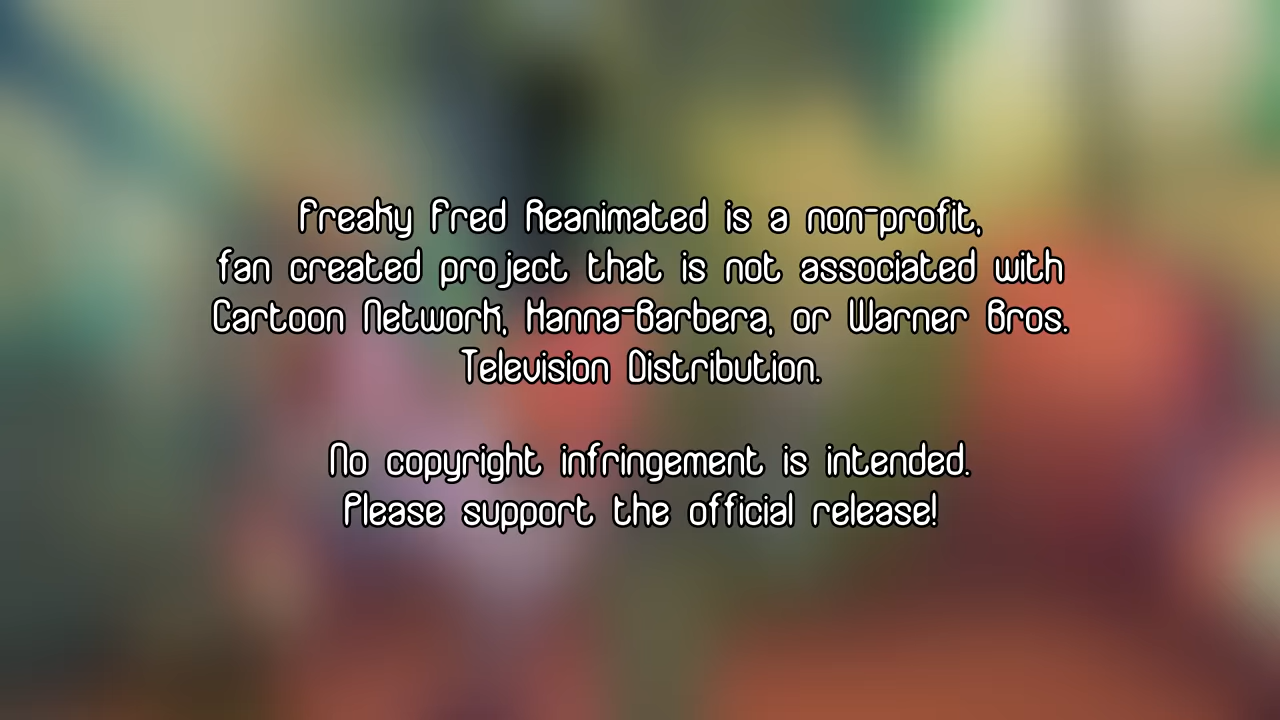 Freaky Fred Reanimated is a non-profit,
fan created project that is not associated with
Cartoon Network, Hanna-Barbera, or Warner Bros.
Television Distribution.
No copyright infringement is intended.
Please support the official release!